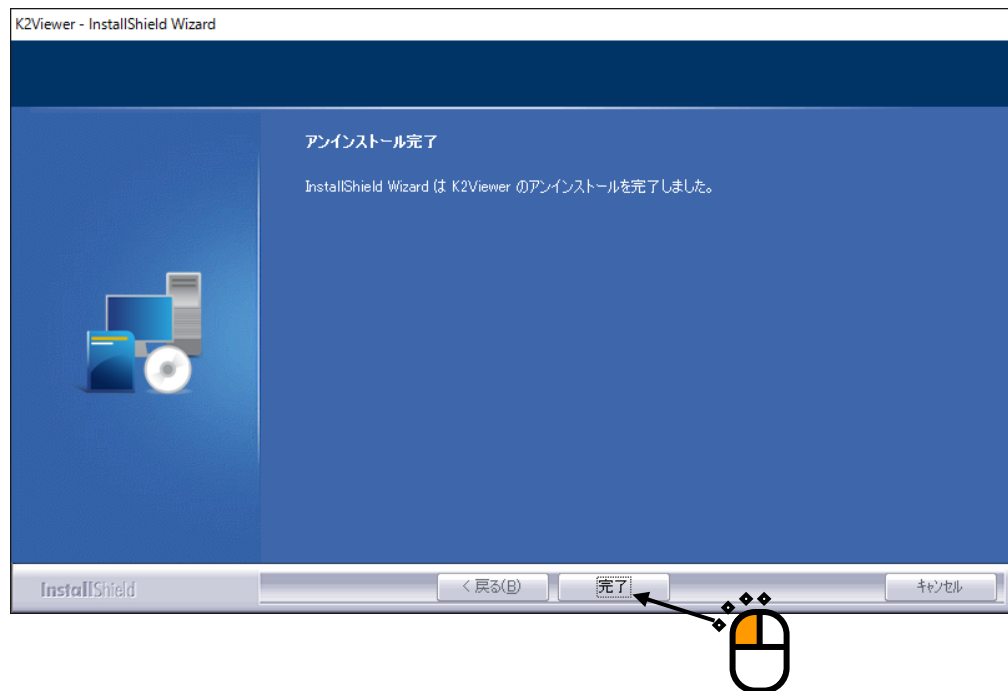 K2Viewer - InstallShield Wizard
アンインストール完了
InstallShield Wizard は K2Viewer のアンインストールを完了しました。
InstallShield
< 戻る(B)
完了
キャンセル